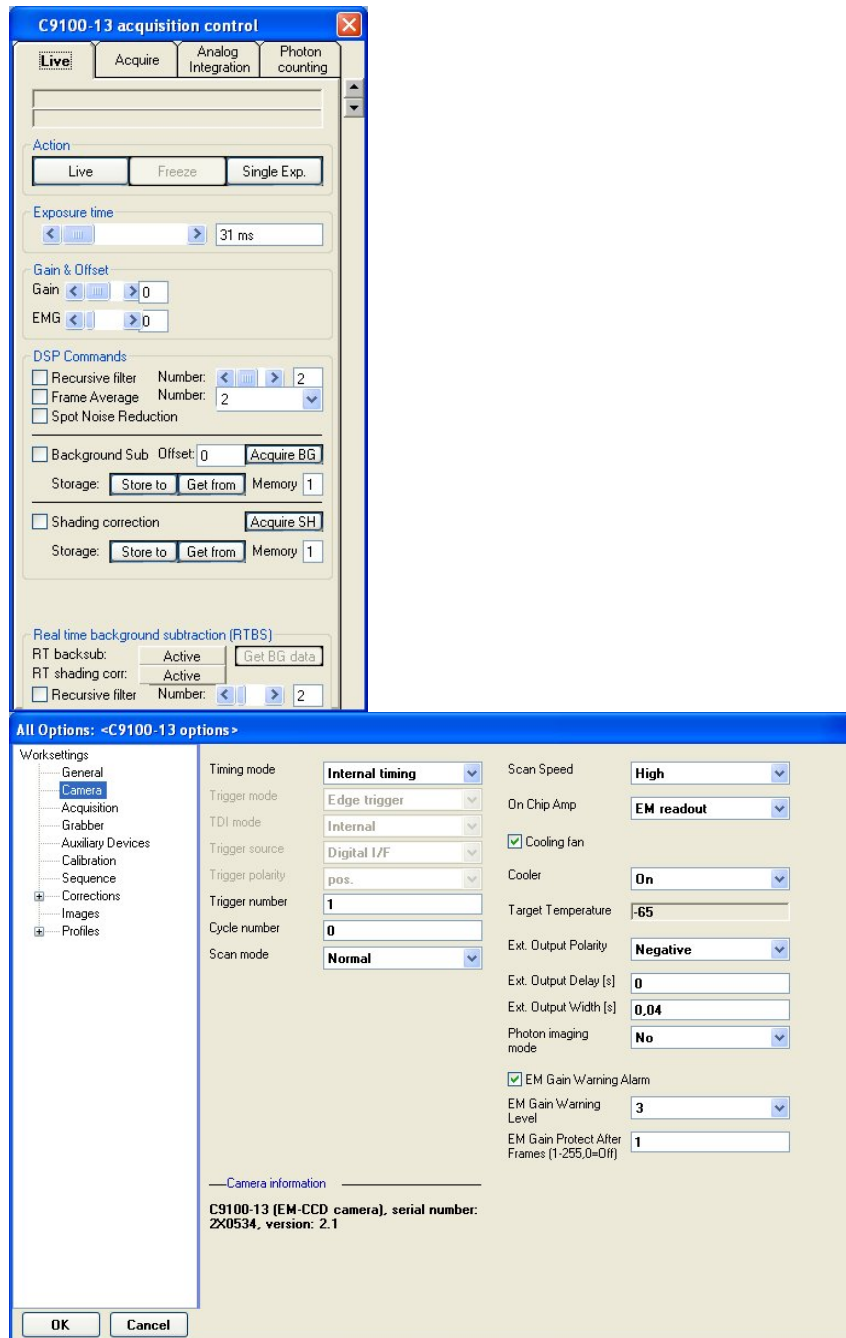 C9100-13 acquisition control
Live
Acquire
Analog
Integration
Photon
counting
Action
Live
Freeze
Single Exp.
Exposure time
31 ms
Gain & Offset
Gain 0
EMG 0
DSP Commands
Recursive filter Number: 2
Frame Average Number: 2
Spot Noise Reduction
Background Sub Offset: 0 Acquire BG
Storage: Store to Get from Memory 1
Shading correction Acquire SH
Storage: Store to Get from Memory 1
Real time background subtraction (RTBS)
RT backsub: Active Get BG data
RT shading corr: Active
Recursive filter Number: 2
All Options: <C9100-13 options>
Worksettings
General
Camera
Acquisition
Grabber
Auxiliary Devices
Calibration
Sequence
Corrections
Images
Profiles
Timing mode Internal timing
Trigger mode Edge trigger
TDI mode Internal
Trigger source Digital I/F
Trigger polarity pos.
Trigger number 1
Cycle number 0
Scan mode Normal
Scan Speed High
On Chip Amp EM readout
Cooling fan
Cooler On
Target Temperature -65
Ext. Output Polarity Negative
Ext. Output Delay [s] 0
Ext. Output Width [s] 0,04
Photon imaging
mode No
EM Gain Warning Alarm
EM Gain Warning
Level 3
EM Gain Protect After
Frames (1-255,0=Off) 1
Camera information
C9100-13 (EM-CCD camera), serial number:
2X0534, version: 2.1
OK
Cancel